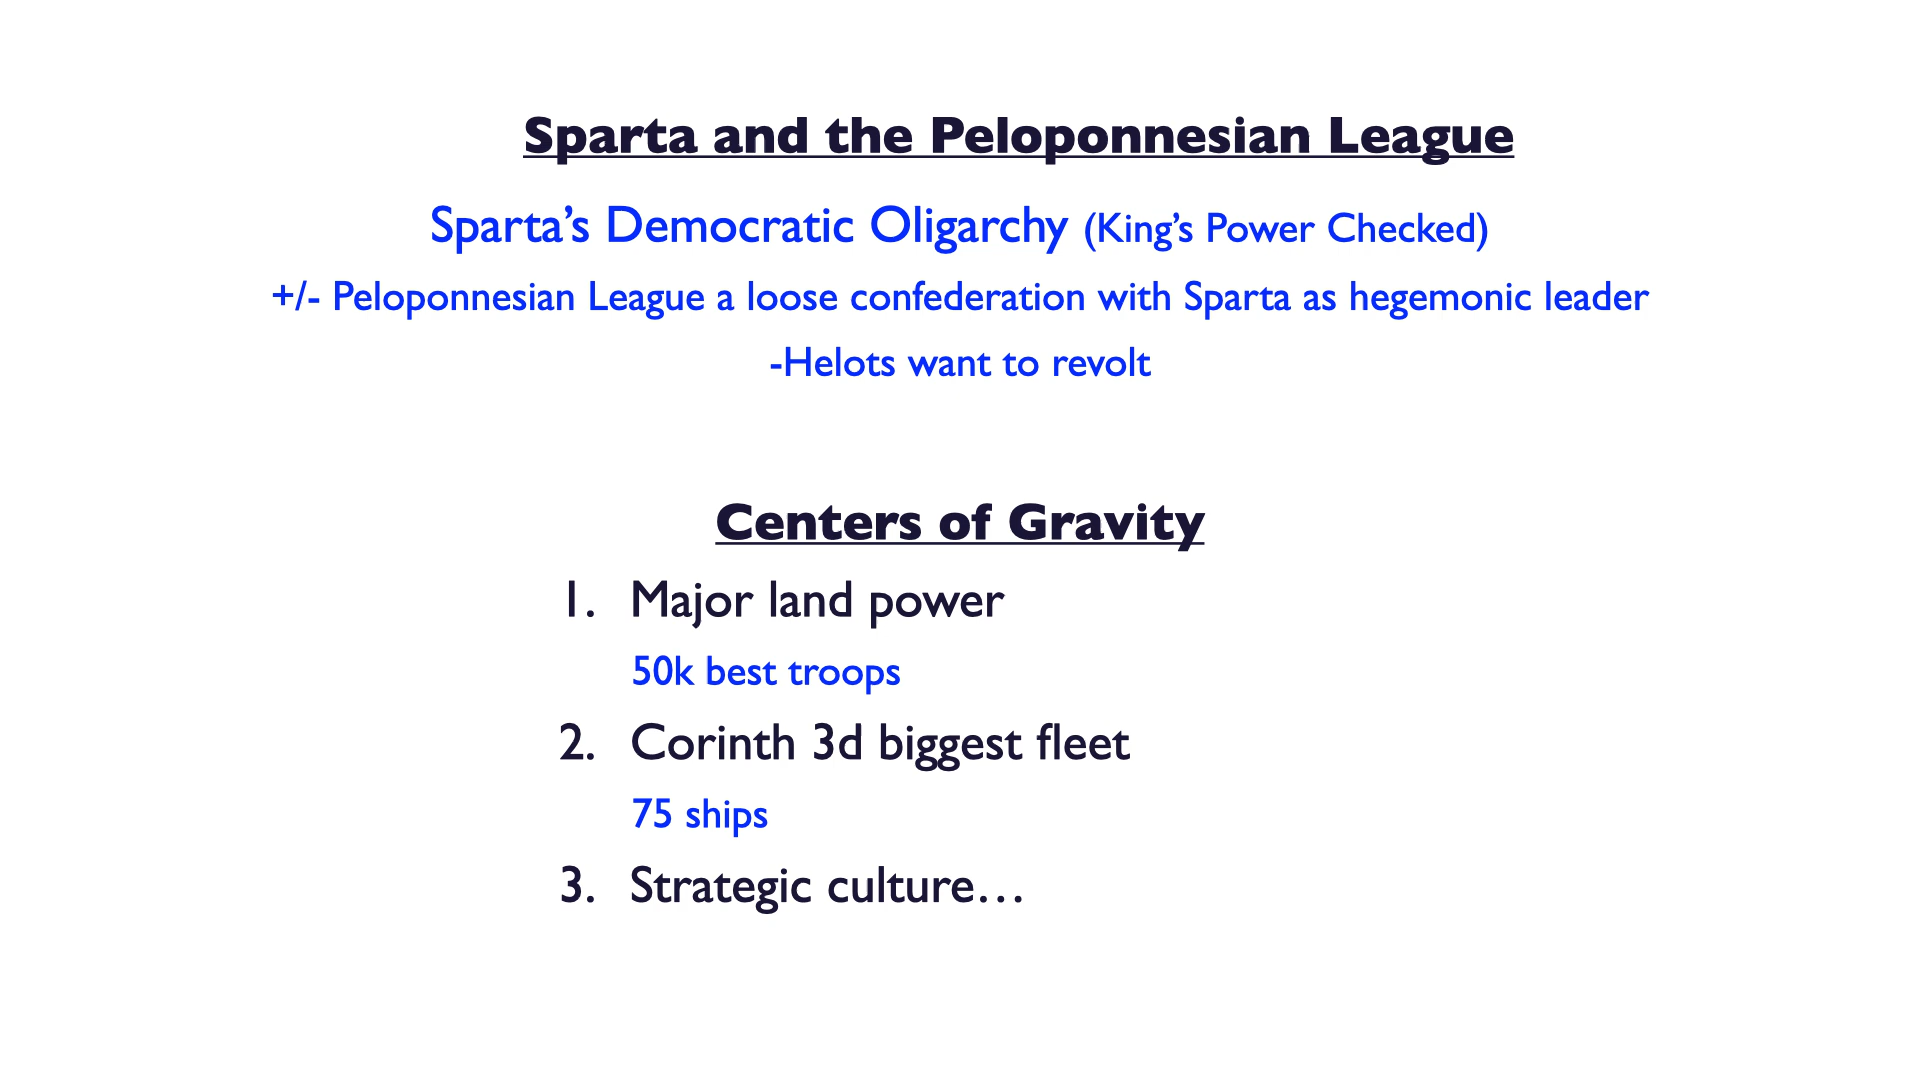 Sparta and the Peloponnesian League
Sparta’s Democratic Oligarchy (King’s Power Checked)
+/- Peloponnesian League a loose confederation with Sparta as hegemonic leader
-Helots want to revolt
Centers of Gravity
1. Major land power
50k best troops
2. Corinth 3d biggest fleet
75 ships
3. Strategic culture…